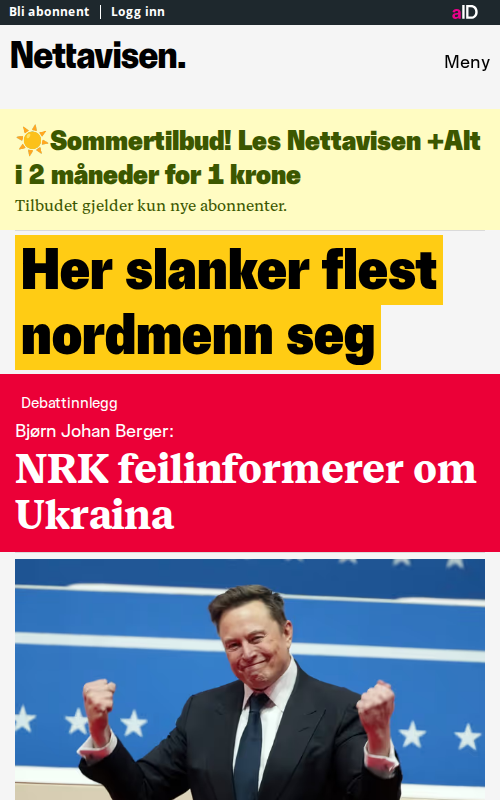 Bli abonnent | Logg inn
aID
Nettavisen.
Meny
☀️Sommertilbud! Les Nettavisen +Alt
i 2 måneder for 1 krone
Tilbudet gjelder kun nye abonnenter.
Her slanker flest
nordmenn seg
Debattinnlegg
Bjørn Johan Berger:
NRK feilinformerer om
Ukraina